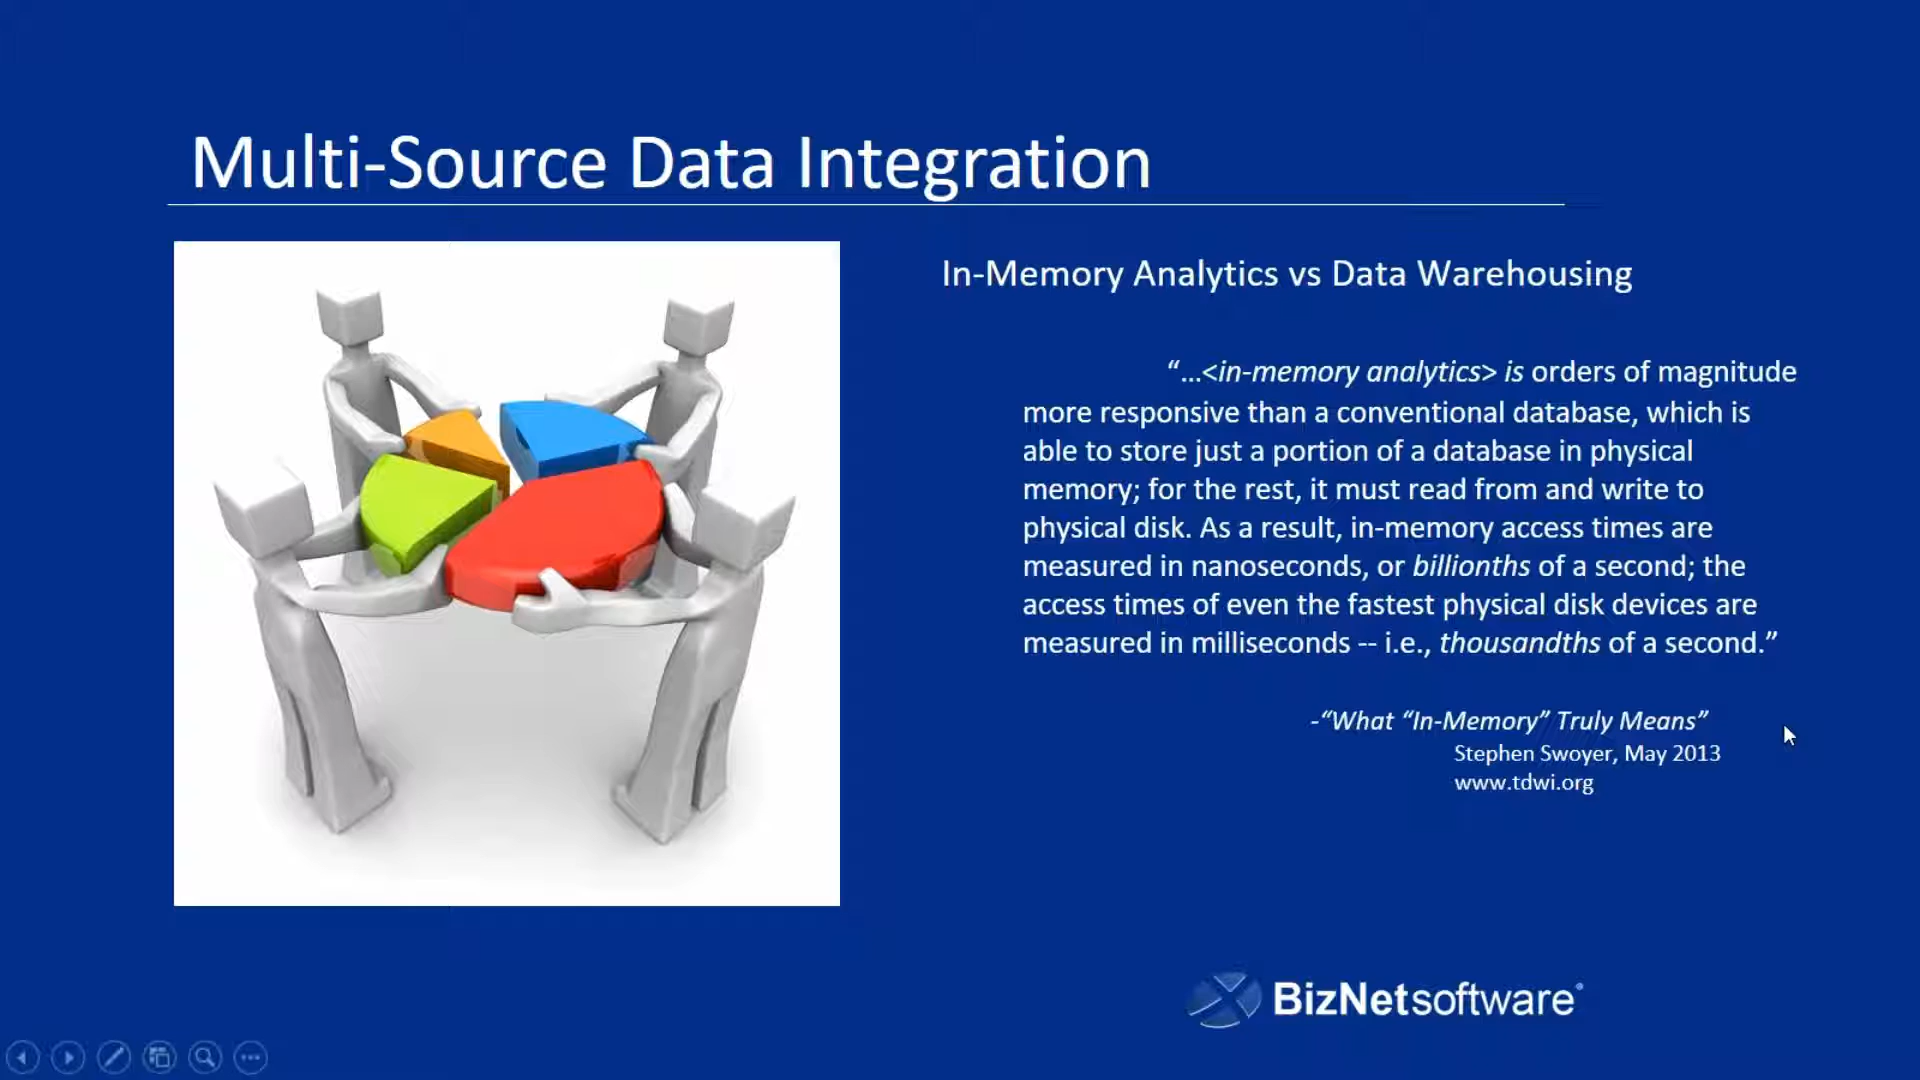 Multi-Source Data Integration
In-Memory Analytics vs Data Warehousing
“...<in-memory analytics> is orders of magnitude
more responsive than a conventional database, which is
able to store just a portion of a database in physical
memory; for the rest, it must read from and write to
physical disk. As a result, in-memory access times are
measured in nanoseconds, or billionths of a second; the
access times of even the fastest physical disk devices are
measured in milliseconds -- i.e., thousandths of a second.”
-“What “In-Memory” Truly Means”
Stephen Swoyer, May 2013
www.tdwi.org
BizNetsoftware